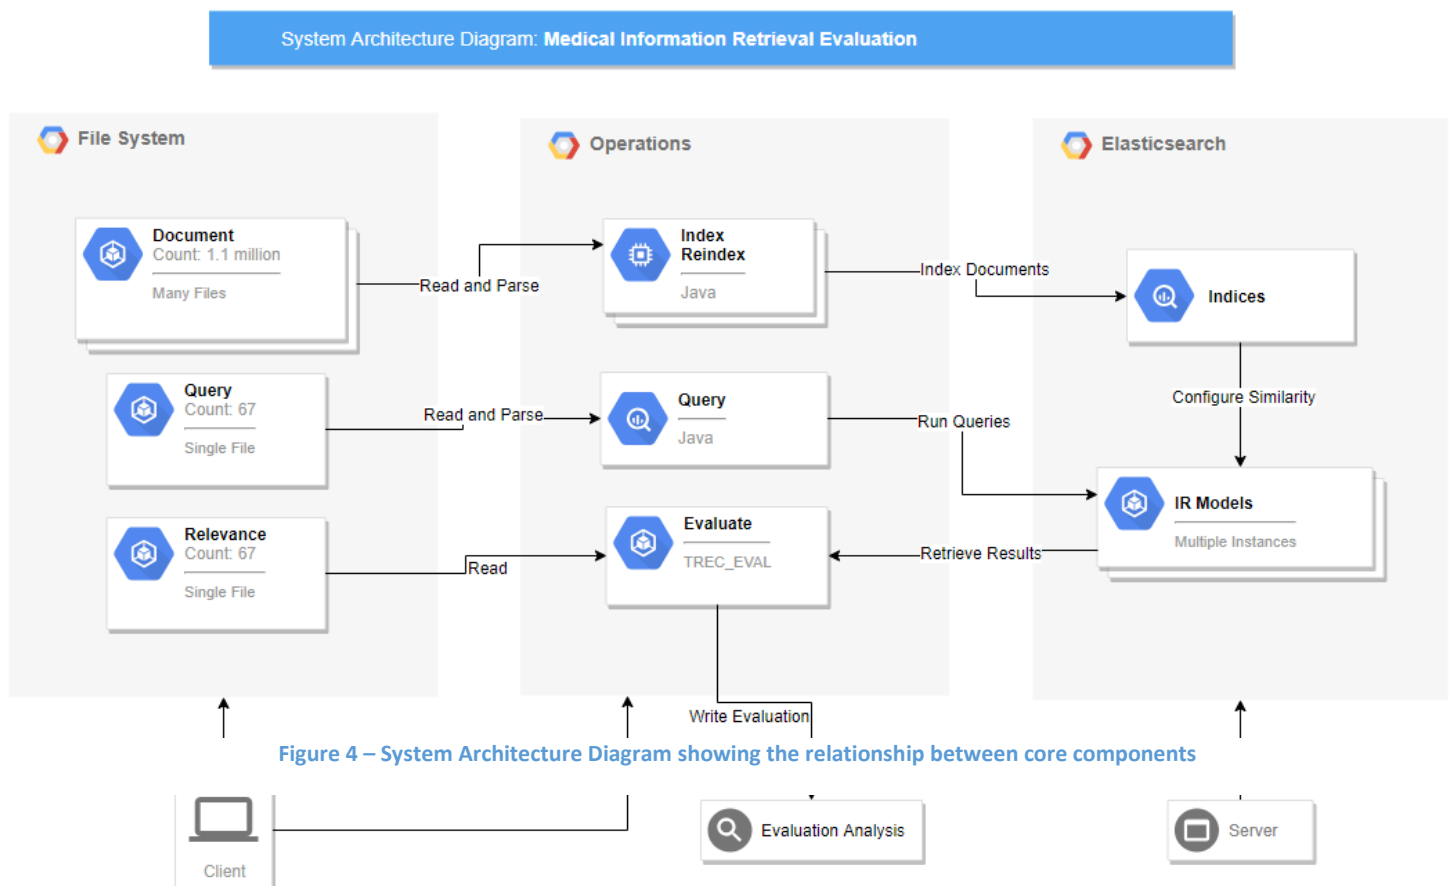 System Architecture Diagram: Medical Information Retrieval Evaluation
File System
Document
Count: 1.1 million
Many Files
Query
Count: 67
Single File
Relevance
Count: 67
Single File
Read and Parse
Read and Parse
Read
Operations
Index
Reindex
Java
Query
Java
Evaluate
TREC_EVAL
Index Documents
Run Queries
Retrieve Results
Elasticsearch
Indices
Configure Similarity
IR Models
Multiple Instances
Write Evaluation
Figure 4 – System Architecture Diagram showing the relationship between core components
Client
Evaluation Analysis
Server